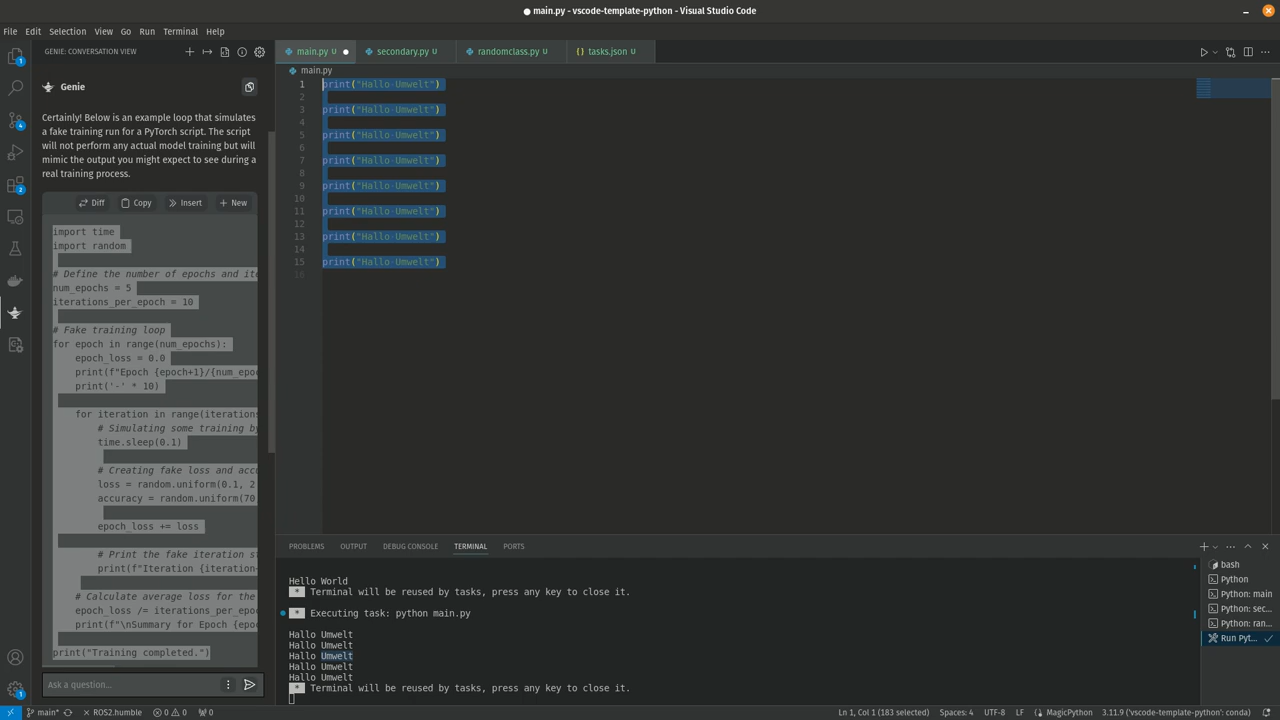 main.py - vscode-template-python - Visual Studio Code
File Edit Selection View Go Run Terminal Help
GENIE: CONVERSATION VIEW
main.py U
secondary.py U
randomclass.py U
tasks.json U
main.py
Genie
Certainly! Below is an example loop that simulates
a fake training run for a PyTorch script. The script
will not perform any actual model training but will
mimic the output you might expect to see during a
real training process.
Diff Copy Insert New
import time
import random
# Define the number of epochs and ite
num_epochs = 5
iterations_per_epoch = 10
# Fake training loop
for epoch in range(num_epochs):
epoch_loss = 0.0
print(f"Epoch {epoch+1}/{num_epoc
print('-' * 10)
for iteration in range(iterations
# Simulating some training by
time.sleep(0.1)
# Creating fake loss and accu
loss = random.uniform(0.1, 2
accuracy = random.uniform(70
epoch_loss += loss
# Print the fake iteration st
print(f"Iteration {iteration+
# Calculate average loss for the
epoch_loss /= iterations_per_epoc
print(f"\nSummary for Epoch {epoc
print("Training completed.")
Ask a question...
1 print("Hallo·Umwelt")
2
3 print("Hallo·Umwelt")
4
5 print("Hallo·Umwelt")
6
7 print("Hallo·Umwelt")
8
9 print("Hallo·Umwelt")
10
11 print("Hallo·Umwelt")
12
13 print("Hallo·Umwelt")
14
15 print("Hallo·Umwelt")
16
PROBLEMS OUTPUT DEBUG CONSOLE TERMINAL PORTS
Hello World
* Terminal will be reused by tasks, press any key to close it.
* Executing task: python main.py
Hallo Umwelt
Hallo Umwelt
Hallo Umwelt
Hallo Umwelt
Hallo Umwelt
* Terminal will be reused by tasks, press any key to close it.
bash
Python
Python: main
Python: sec...
Python: ran...
Run Pyt...
1
4
2
1
1
main* ROS2.humble 0 0 0
Ln 1, Col 1 (183 selected) Spaces: 4 UTF-8 LF MagicPython 3.11.9 ('vscode-template-python': conda)